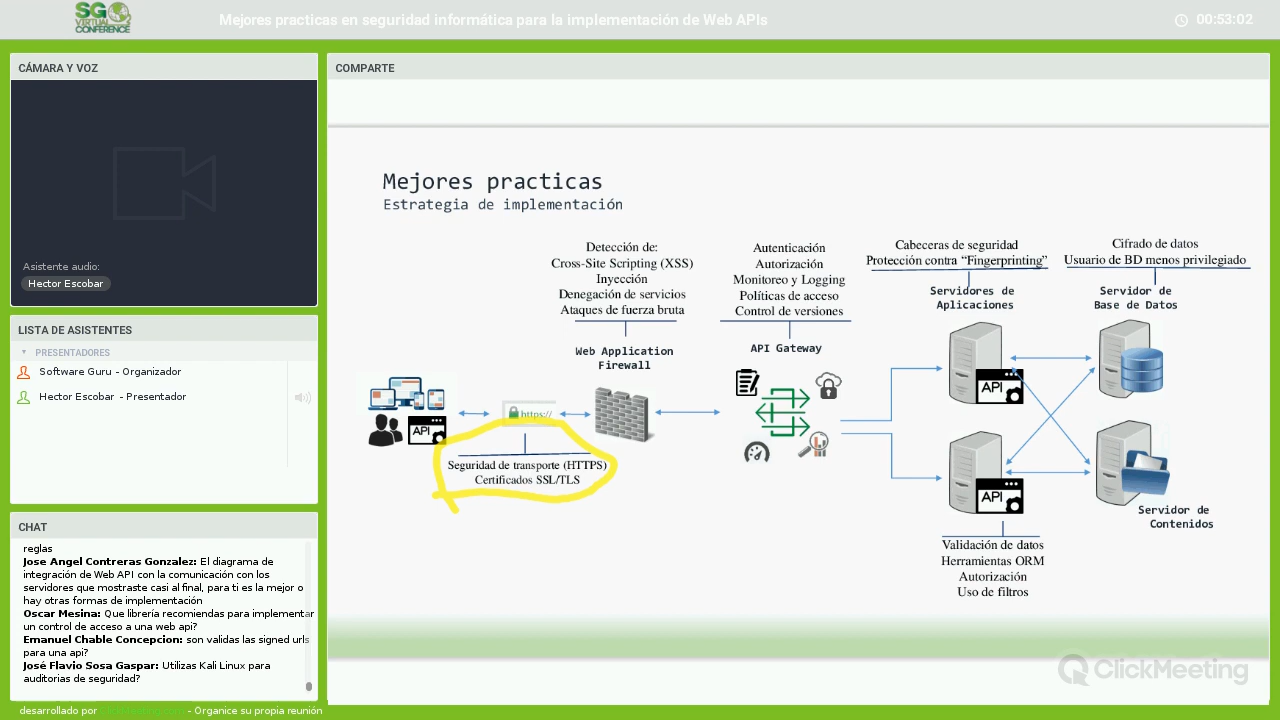 SG
VIRTUAL
CONFERENCE
Mejores practicas en seguridad informática para la implementación de Web APIs
00:53:02
CÁMARA Y VOZ
Asistente audio:
Hector Escobar
LISTA DE ASISTENTES
PRESENTADORES
Software Guru - Organizador
Hector Escobar - Presentador
CHAT
reglas
Jose Angel Contreras Gonzalez: El diagrama de
integración de Web API con la comunicación con los
servidores que mostraste casi al final, para ti es la mejor o
hay otras formas de implementación
Oscar Mesina: Que librería recomiendas para implementar
un control de acceso a una web api?
Emanuel Chable Concepcion: son validas las signed urls
para una api?
José Flavio Sosa Gaspar: Utilizas Kali Linux para
auditorias de seguridad?
desarrollado por ClickMeeting.com - Organice su propia reunión
COMPARTE
Mejores practicas
Estrategia de implementación
Detección de:
Cross-Site Scripting (XSS)
Inyección
Denegación de servicios
Ataques de fuerza bruta
Web Application
Firewall
Autenticación
Autorización
Monitoreo y Logging
Políticas de acceso
Control de versiones
API Gateway
Cabeceras de seguridad
Protección contra “Fingerprinting”
Servidores de
Aplicaciones
Cifrado de datos
Usuario de BD menos privilegiado
Servidor de
Base de Datos
API
https://
API
Seguridad de transporte (HTTPS)
Certificados SSL/TLS
API
Servidor de
Contenidos
Validación de datos
Herramientas ORM
Autorización
Uso de filtros
ClickMeeting